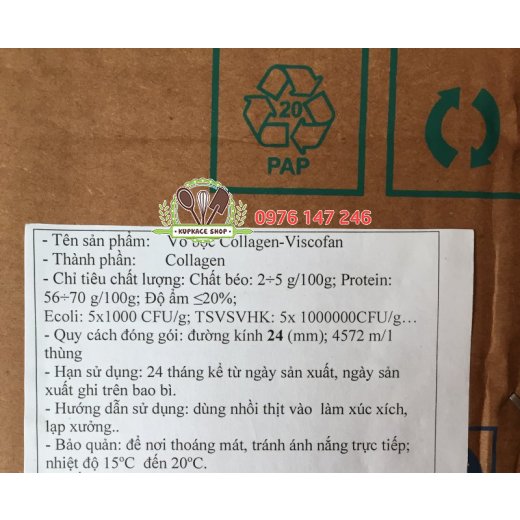 20
PAP
KUPKACE SHOP
0976 147 246
- Tên sản phẩm: Vỏ bọc Collagen-Viscofan
- Thành phần: Collagen
- Chỉ tiêu chất lượng: Chất béo: 2÷5 g/100g; Protein:
56÷70 g/100g; Độ ẩm ≤20%;
Ecoli: 5x1000 CFU/g; TSVSVHK: 5x 1000000CFU/g…
- Quy cách đóng gói: đường kính 24 (mm); 4572 m/1
thùng
- Hạn sử dụng: 24 tháng kể từ ngày sản xuất, ngày sản
xuất ghi trên bao bì.
- Hướng dẫn sử dụng: dùng nhồi thịt vào làm xúc xích,
lạp xưởng..
- Bảo quản: để nơi thoáng mát, tránh ánh nắng trực tiếp;
nhiệt độ 15ºC đến 20ºC.